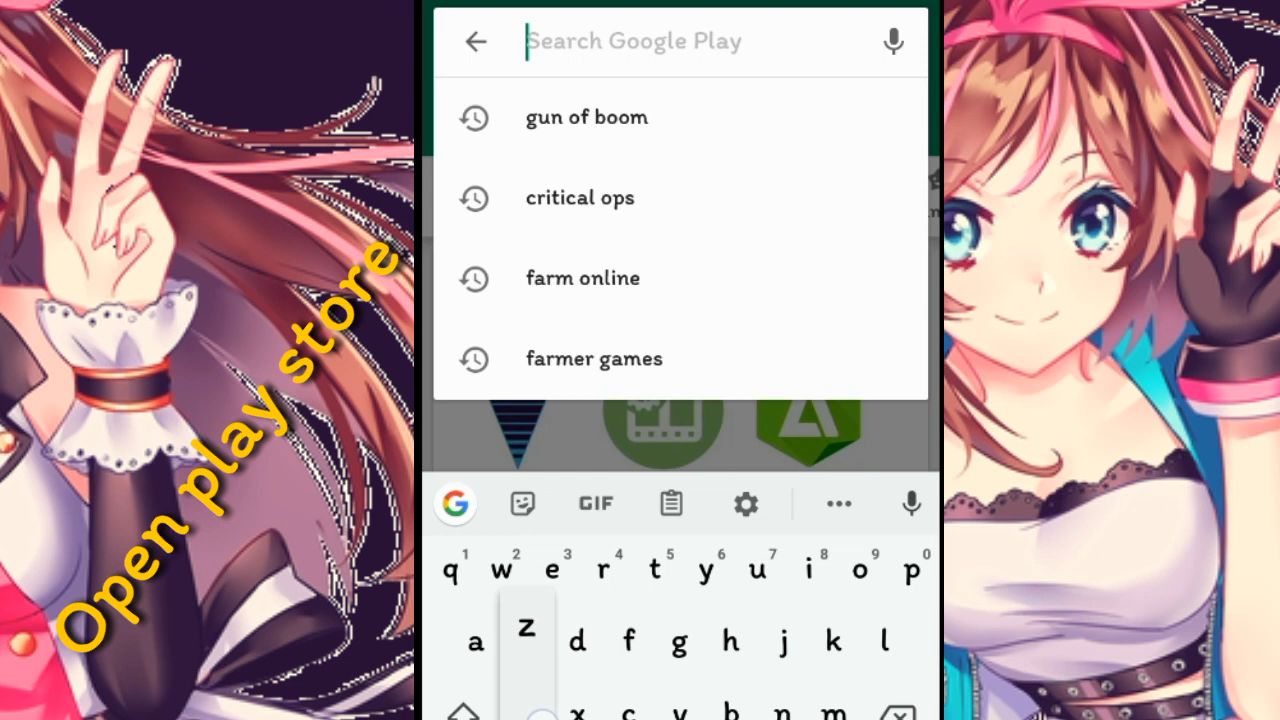 Search Google Play
gun of boom
critical ops
farm online
farmer games
Open play store
GIF
1 2 3 4 5 6 7 8 9 0
q w e r t y u i o p
z
a d f g h j k l
x c v b n m